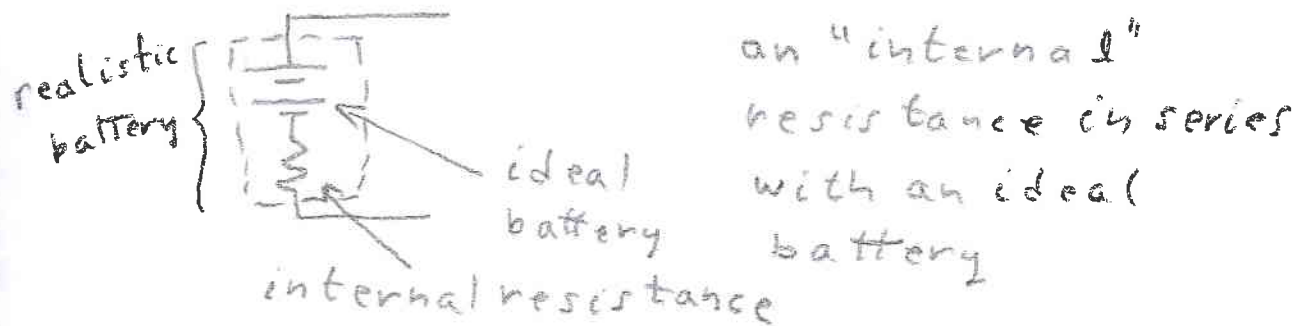 realistic
battery
ideal
battery
internal resistance
an "internal"
resistance in series
with an ideal
battery